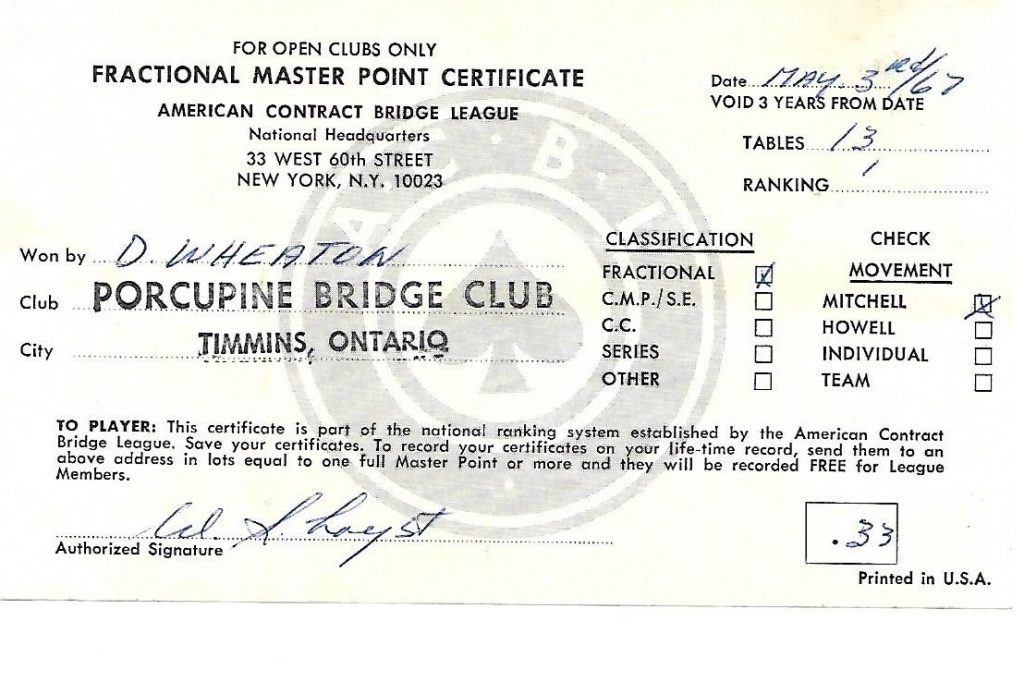 FOR OPEN CLUBS ONLY
FRACTIONAL MASTER POINT CERTIFICATE
AMERICAN CONTRACT BRIDGE LEAGUE
National Headquarters
33 WEST 60th STREET
NEW YORK, N.Y. 10023
Date MAY 3rd/67
VOID 3 YEARS FROM DATE
TABLES 13
RANKING 1
A.C.B.L.
Won by D. WHEATON
Club PORCUPINE BRIDGE CLUB
City TIMMINS, ONTARIO
CLASSIFICATION
FRACTIONAL
C.M.P./S.E.
C.C.
SERIES
OTHER
CHECK
MOVEMENT
MITCHELL
HOWELL
INDIVIDUAL
TEAM
TO PLAYER: This certificate is part of the national ranking system established by the American Contract
Bridge League. Save your certificates. To record your certificates on your life-time record, send them to an
above address in lots equal to one full Master Point or more and they will be recorded FREE for League
Members.
Authorized Signature
.33
Printed in U.S.A.